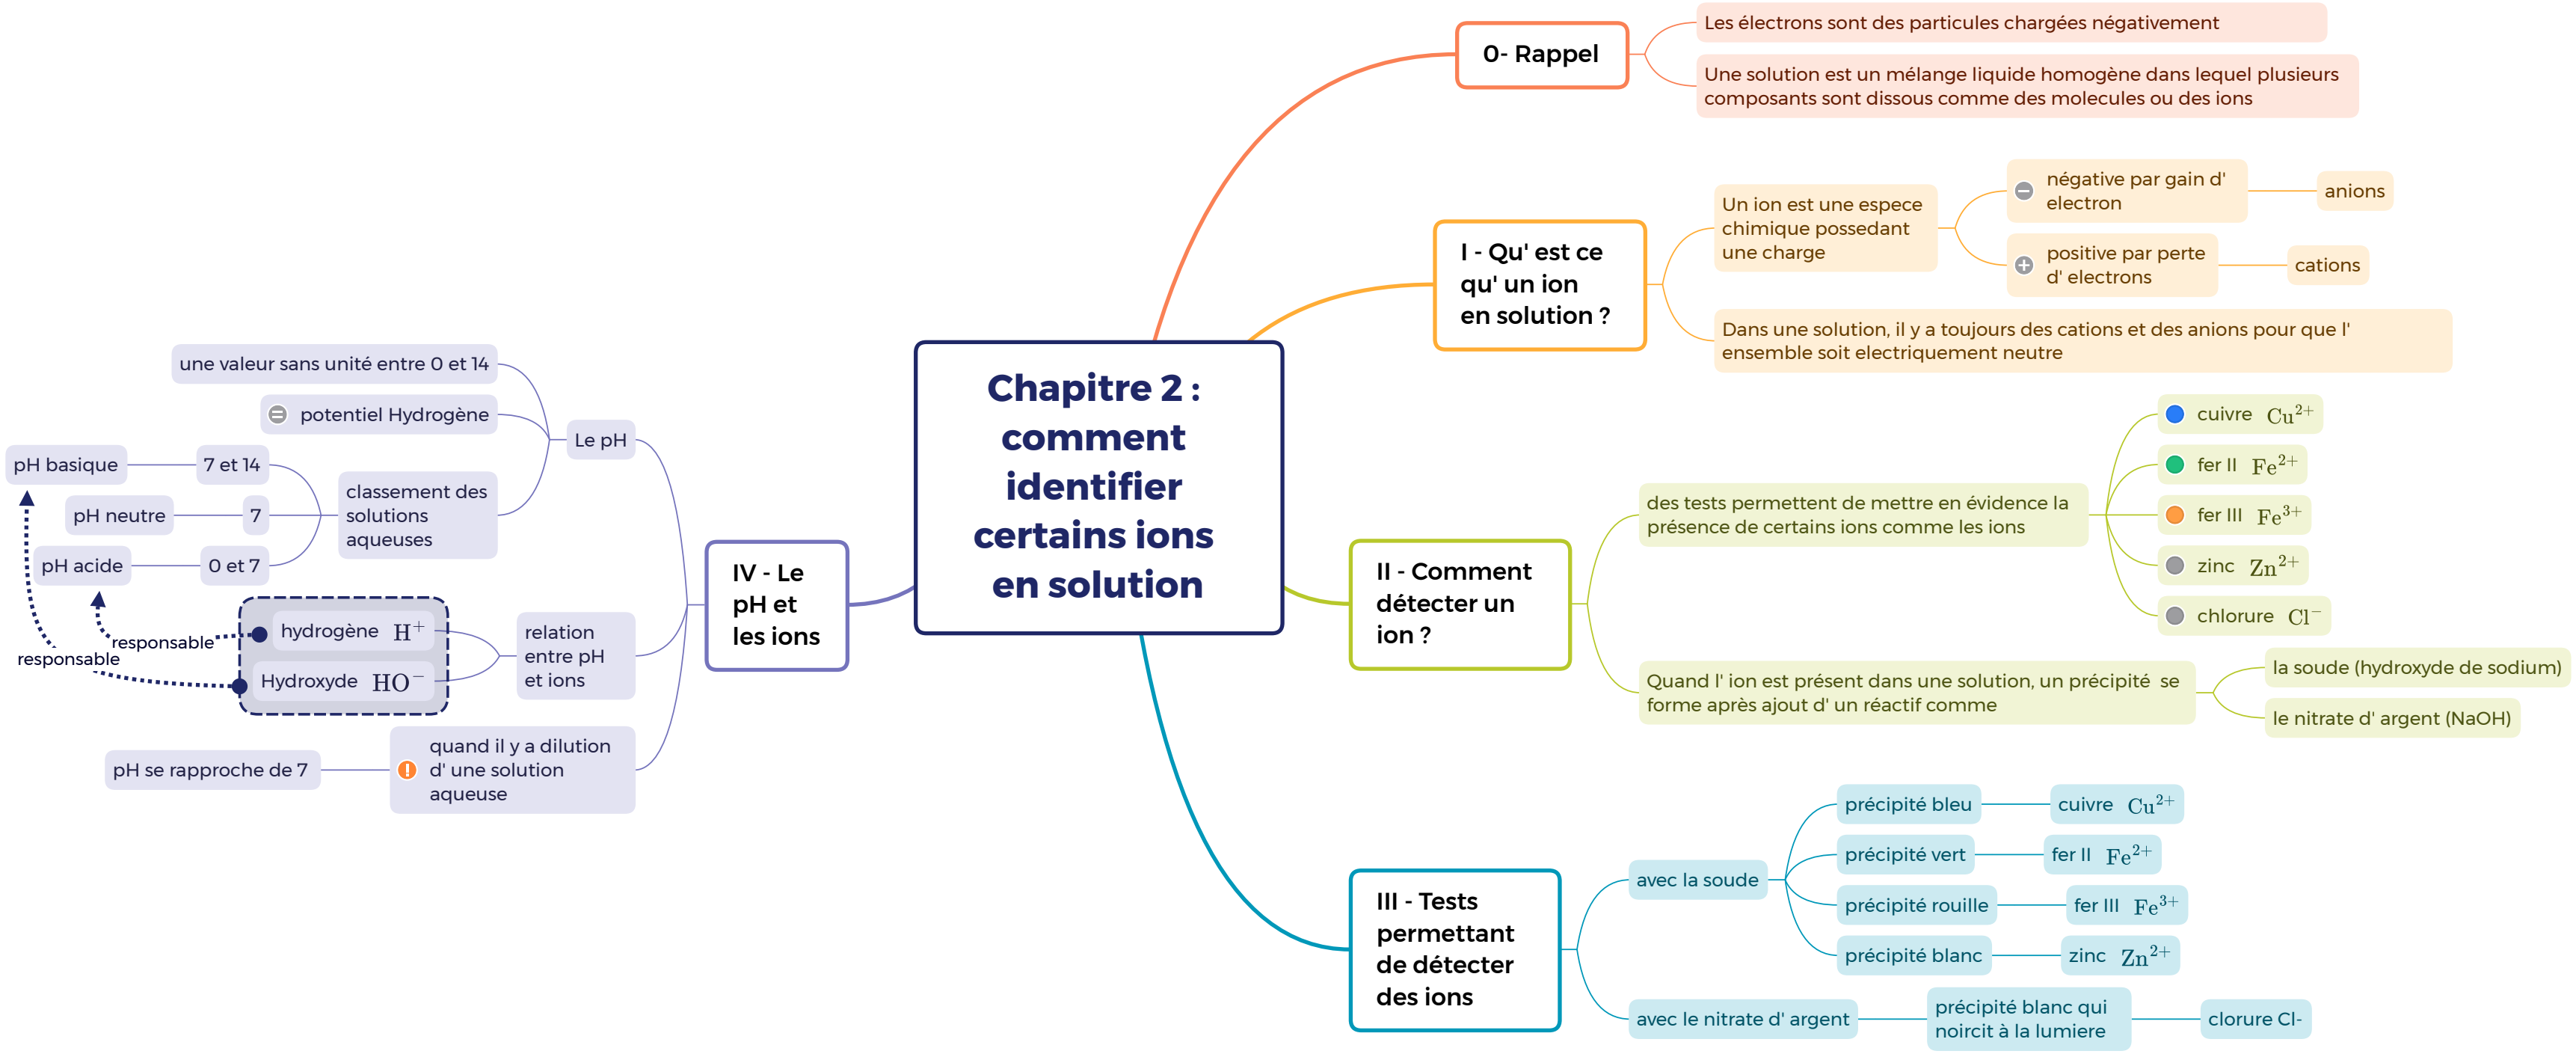 Chapitre 2 :
comment
identifier
certains ions
en solution
0- Rappel
Les électrons sont des particules chargées négativement
Une solution est un mélange liquide homogène dans lequel plusieurs
composants sont dissous comme des molecules ou des ions
I - Qu' est ce
qu' un ion
en solution ?
Un ion est une espece
chimique possedant
une charge
négative par gain d'
electron
anions
positive par perte
d' electrons
cations
Dans une solution, il y a toujours des cations et des anions pour que l'
ensemble soit electriquement neutre
II - Comment
détecter un
ion ?
des tests permettent de mettre en évidence la
présence de certains ions comme les ions
cuivre Cu²⁺
fer II Fe²⁺
fer III Fe³⁺
zinc Zn²⁺
chlorure Cl⁻
Quand l' ion est présent dans une solution, un précipité se
forme après ajout d' un réactif comme
la soude (hydroxyde de sodium)
le nitrate d' argent (NaOH)
III - Tests
permettant
de détecter
des ions
avec la soude
précipité bleu
cuivre Cu²⁺
précipité vert
fer II Fe²⁺
précipité rouille
fer III Fe³⁺
précipité blanc
zinc Zn²⁺
avec le nitrate d' argent
précipité blanc qui
noircit à la lumiere
clorure Cl-
IV - Le
pH et
les ions
Le pH
une valeur sans unité entre 0 et 14
potentiel Hydrogène
classement des
solutions
aqueuses
7 et 14
pH basique
7
pH neutre
0 et 7
pH acide
relation
entre pH
et ions
hydrogène H⁺
Hydroxyde HO⁻
responsable
responsable
quand il y a dilution
d' une solution
aqueuse
pH se rapproche de 7